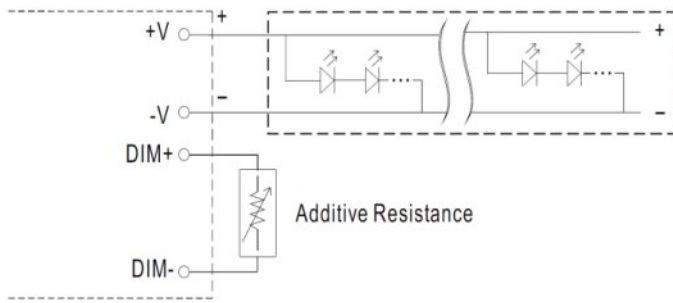 +V
+
+
-V
–
–
DIM+
Additive Resistance
DIM-